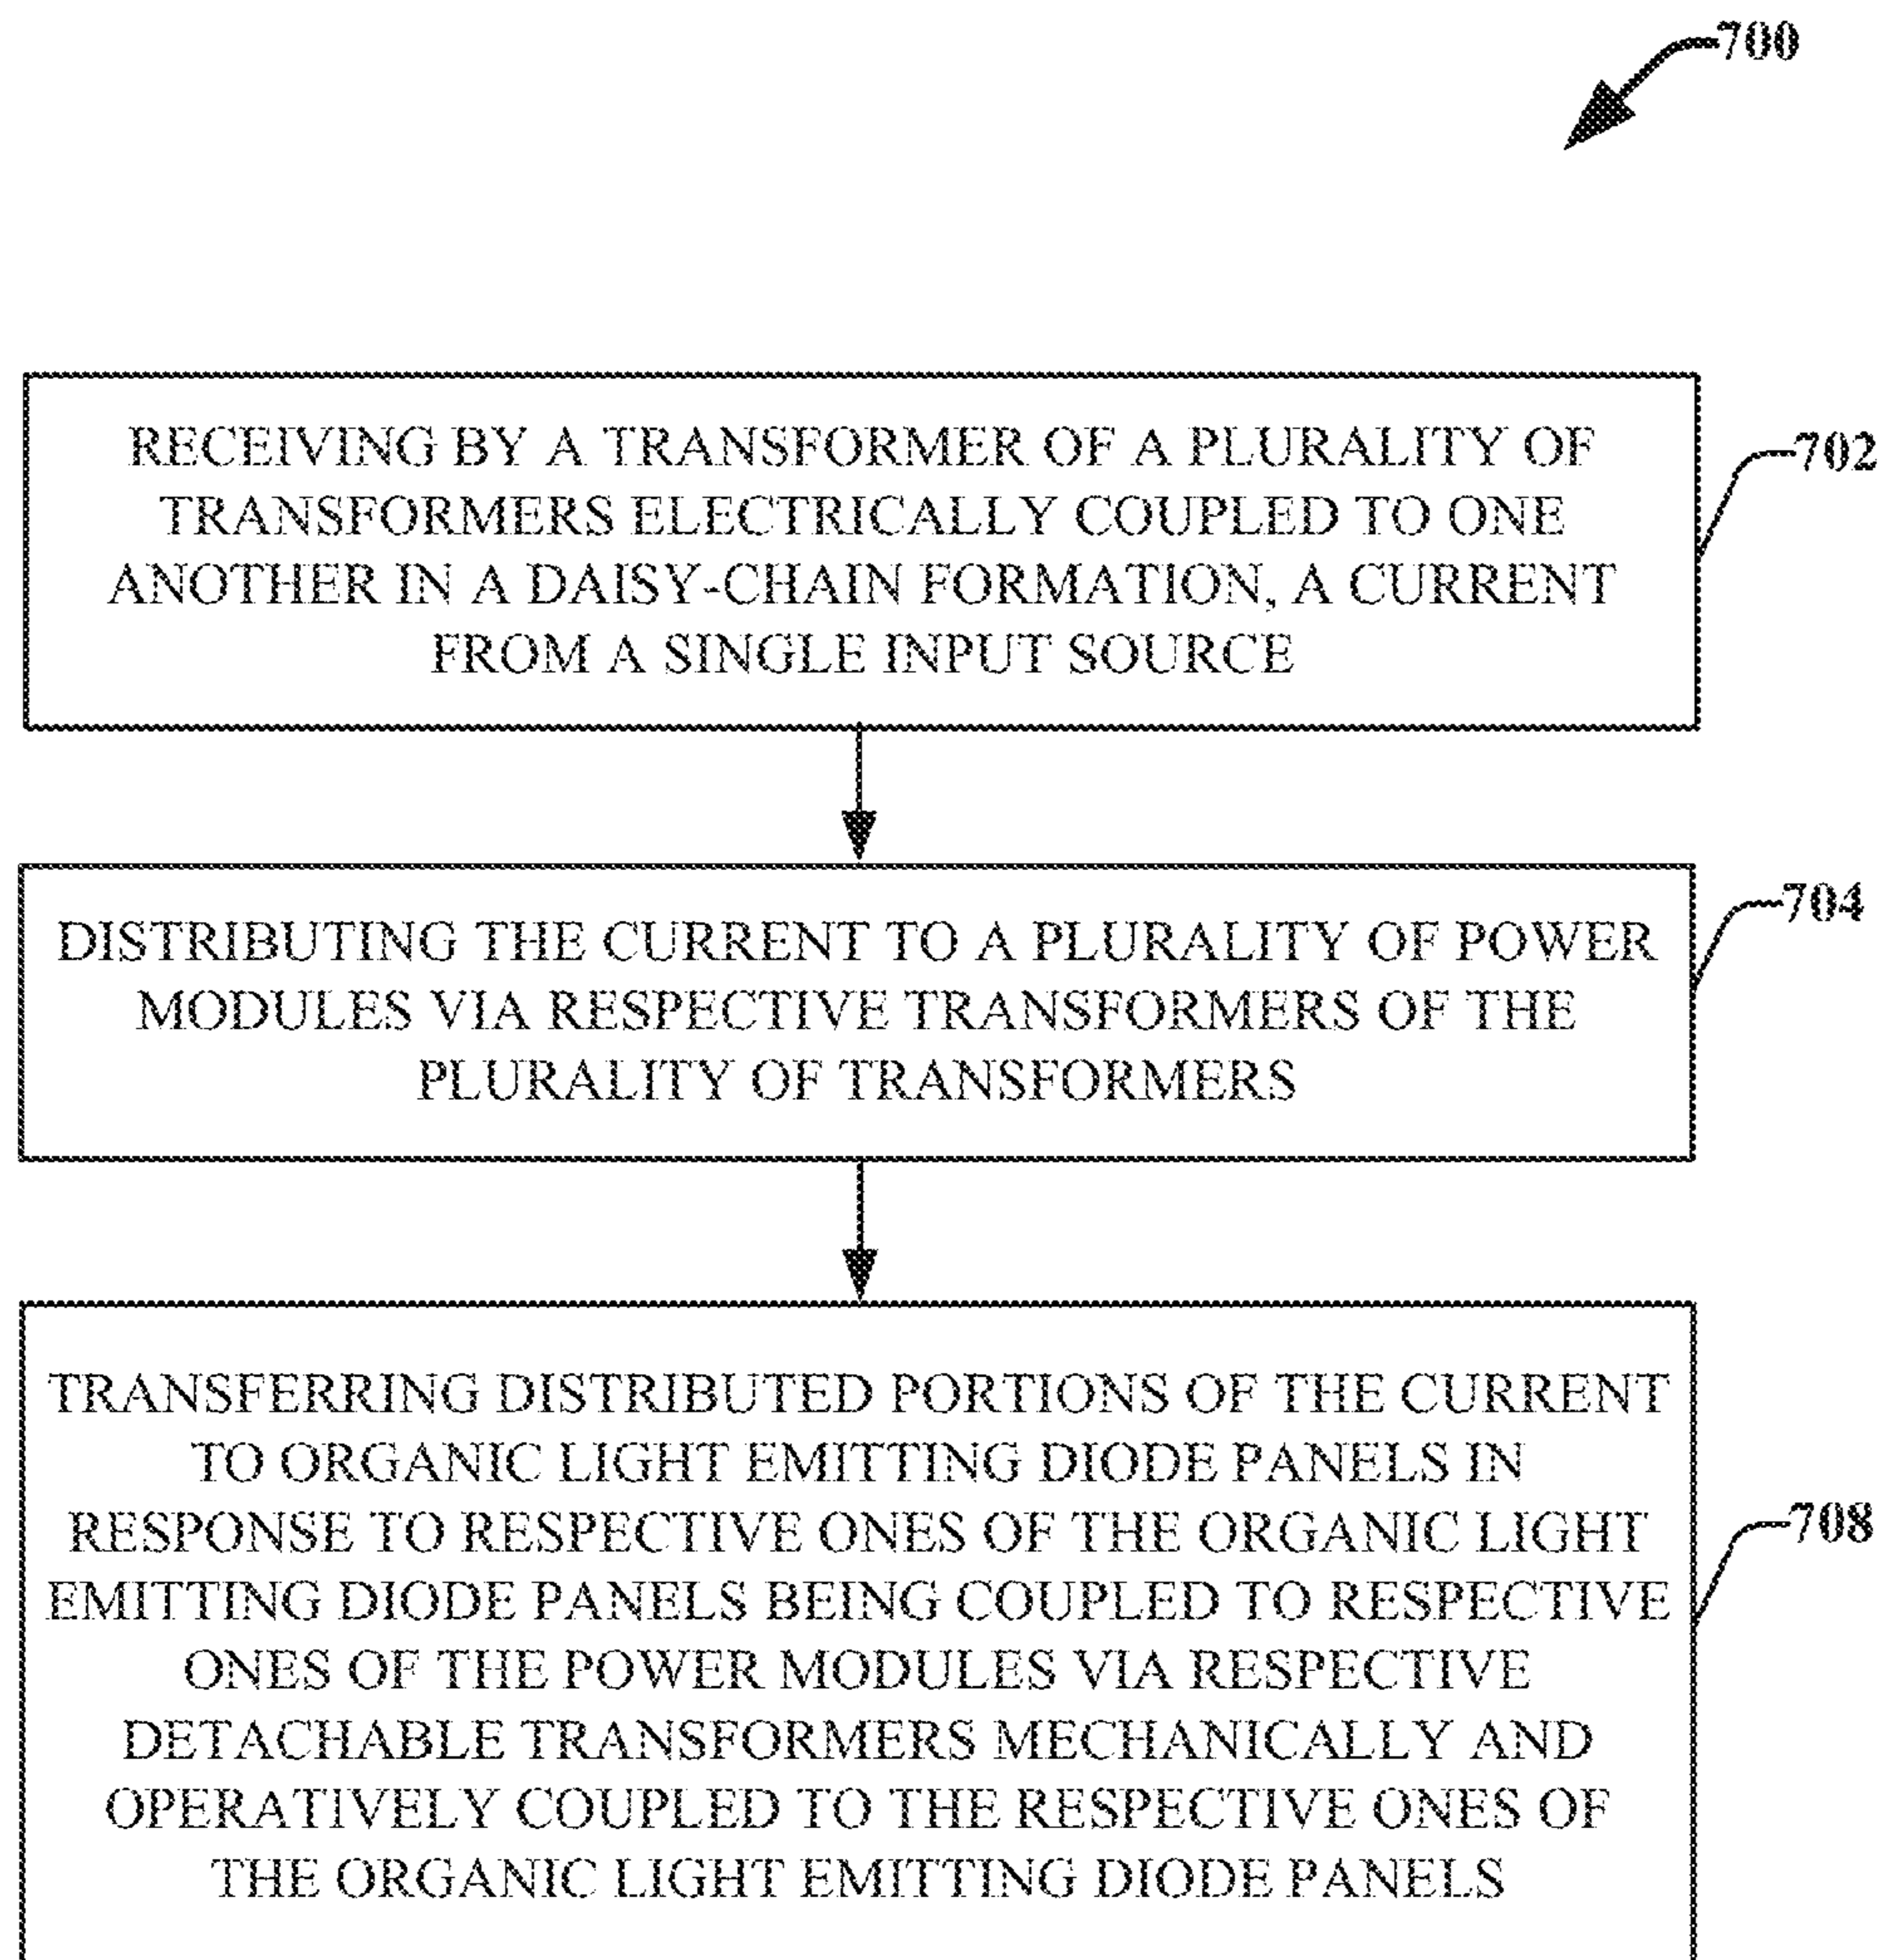 700
RECEIVING BY A TRANSFORMER OF A PLURALITY OF
TRANSFORMERS ELECTRICALLY COUPLED TO ONE
ANOTHER IN A DAISY-CHAIN FORMATION, A CURRENT
FROM A SINGLE INPUT SOURCE
702
DISTRIBUTING THE CURRENT TO A PLURALITY OF POWER
MODULES VIA RESPECTIVE TRANSFORMERS OF THE
PLURALITY OF TRANSFORMERS
704
TRANSFERRING DISTRIBUTED PORTIONS OF THE CURRENT
TO ORGANIC LIGHT EMITTING DIODE PANELS IN
RESPONSE TO RESPECTIVE ONES OF THE ORGANIC LIGHT
EMITTING DIODE PANELS BEING COUPLED TO RESPECTIVE
ONES OF THE POWER MODULES VIA RESPECTIVE
DETACHABLE TRANSFORMERS MECHANICALLY AND
OPERATIVELY COUPLED TO THE RESPECTIVE ONES OF
THE ORGANIC LIGHT EMITTING DIODE PANELS
708